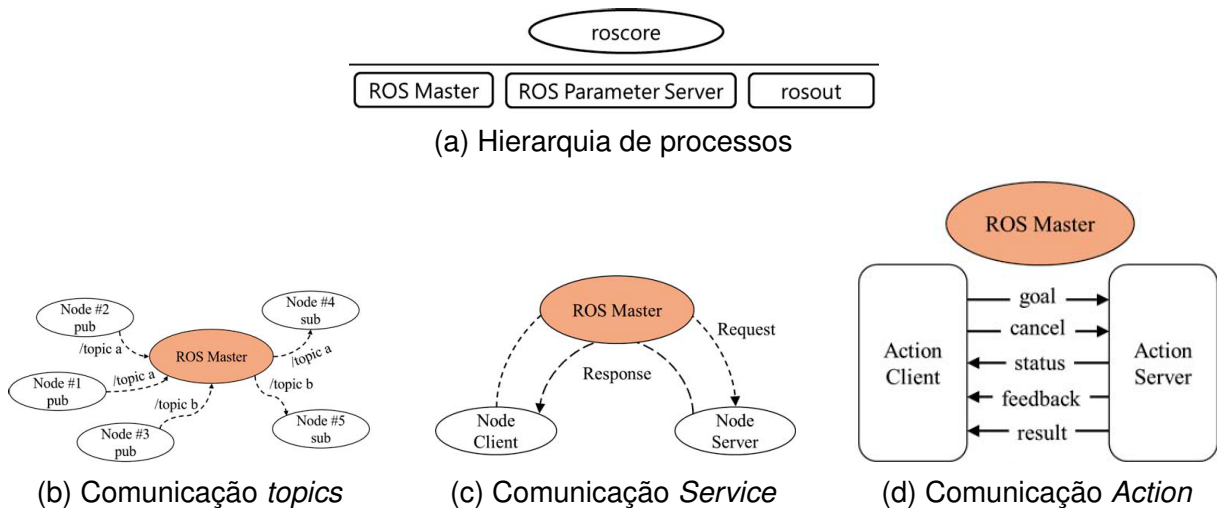 roscore
ROS Master
ROS Parameter Server
rosout
(a) Hierarquia de processos
Node #2
pub
/topic a
Node #1
pub
/topic a
Node #3
pub
/topic b
ROS Master
Node #4
sub
/topic a
/topic b
Node #5
sub
(b) Comunicação topics
ROS Master
Request
Response
Node
Client
Node
Server
(c) Comunicação Service
ROS Master
Action
Client
goal
cancel
status
feedback
result
Action
Server
(d) Comunicação Action